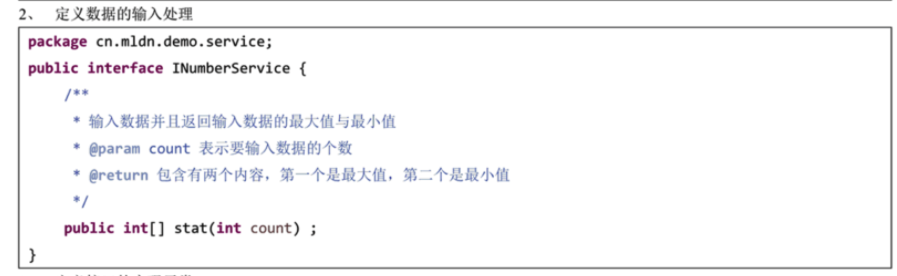 2、 定义数据的输入处理
package cn.mldn.demo.service;
public interface INumberService {
/**
* 输入数据并且返回输入数据的最大值与最小值
* @param count 表示要输入数据的个数
* @return 包含有两个内容，第一个是最大值，第二个是最小值
*/
public int[] stat(int count) ;
}